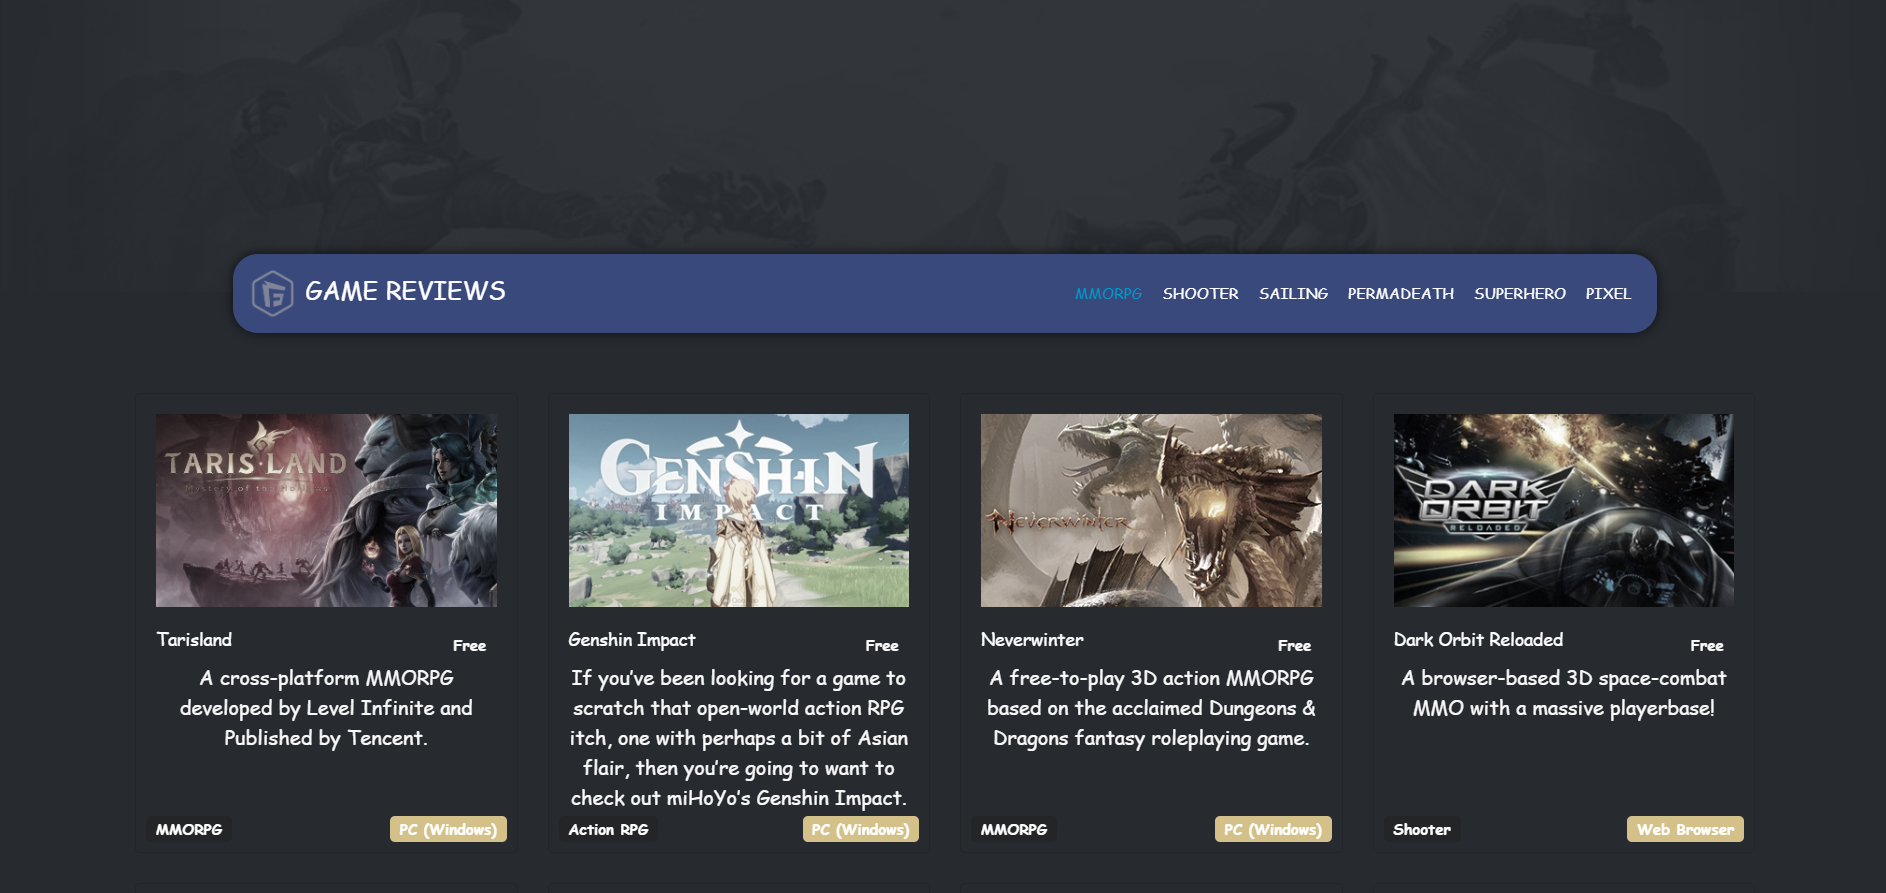 GAME REVIEWS
MMORPG SHOOTER SAILING PERMADEATH SUPERHERO PIXEL
TARIS·LAND
GENSHIN
IMPACT
NEVERWINTER
DARK
ORBIT
RELOADED
Tarisland
Free
A cross-platform MMORPG
developed by Level Infinite and
Published by Tencent.
MMORPG
PC (Windows)
Genshin Impact
Free
If you've been looking for a game to
scratch that open-world action RPG
itch, one with perhaps a bit of Asian
flair, then you're going to want to
check out miHoYo's Genshin Impact.
Action RPG
PC (Windows)
Neverwinter
Free
A free-to-play 3D action MMORPG
based on the acclaimed Dungeons &
Dragons fantasy roleplaying game.
MMORPG
PC (Windows)
Dark Orbit Reloaded
Free
A browser-based 3D space-combat
MMO with a massive playerbase!
Shooter
Web Browser